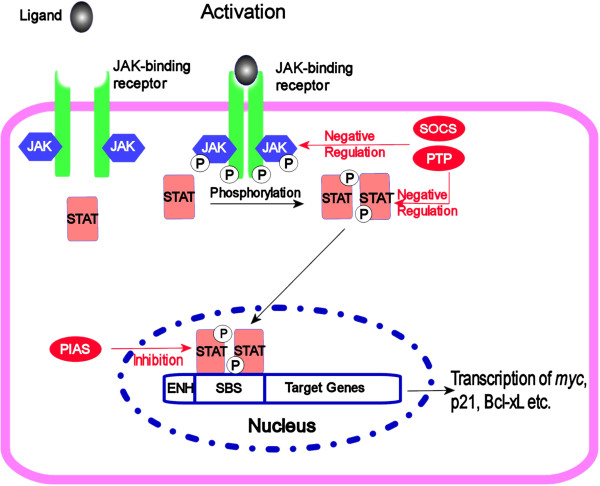 Ligand
Activation
JAK-binding
receptor
JAK-binding
receptor
JAK
JAK
JAK
JAK
P
P
P
P
Negative
Regulation
SOCS
PTP
STAT
STAT
Phosphorylation
STAT
STAT
P
P
Negative
Regulation
PIAS
Inhibition
STAT
STAT
P
P
ENH
SBS
Target Genes
Nucleus
Transcription of myc,
p21, Bcl-xL etc.